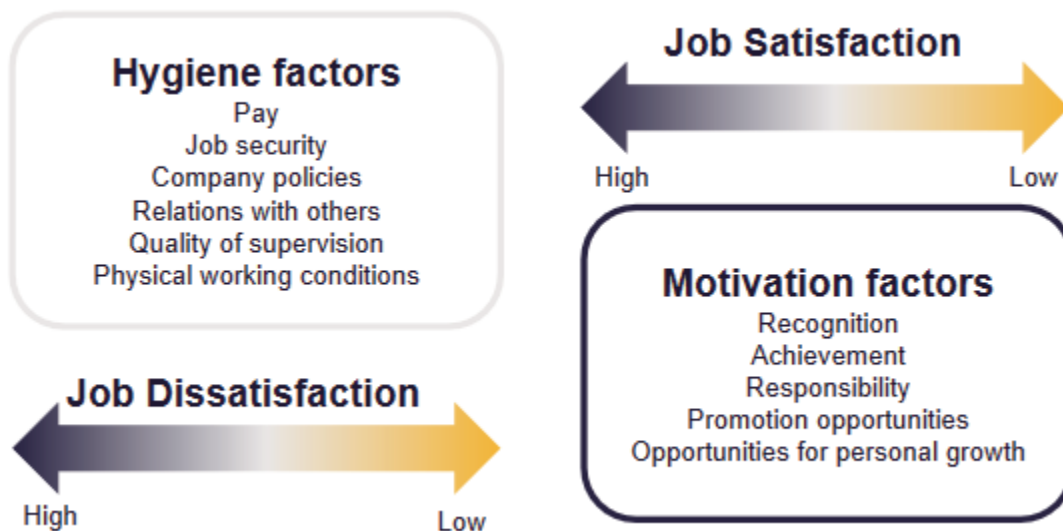 Hygiene factors
Pay
Job security
Company policies
Relations with others
Quality of supervision
Physical working conditions
Job Dissatisfaction
High
Low
Job Satisfaction
High
Low
Motivation factors
Recognition
Achievement
Responsibility
Promotion opportunities
Opportunities for personal growth